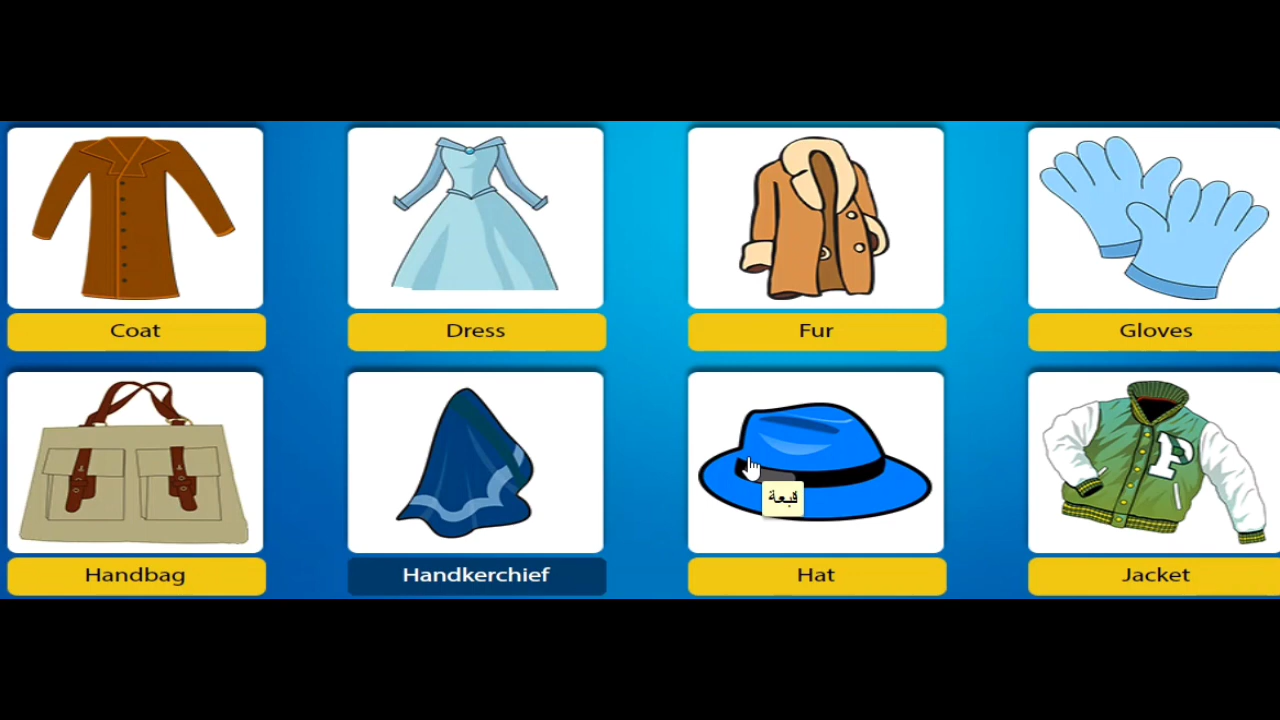 Coat
Dress
Fur
Gloves
P
Handbag
Handkerchief
قبعة
Hat
Jacket